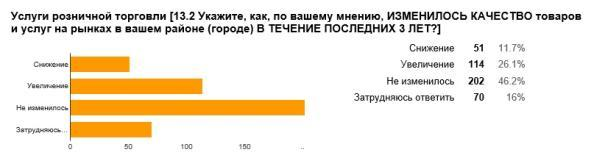 Услуги розничной торговли [13.2 Укажите, как, по вашему мнению, ИЗМЕНИЛОСЬ КАЧЕСТВО товаров
и услуг на рынках в вашем районе (городе) В ТЕЧЕНИЕ ПОСЛЕДНИХ 3 ЛЕТ?]
Снижение 51 11.7%
Увеличение 114 26.1%
Не изменилось 202 46.2%
Затрудняюсь ответить 70 16%
Снижение
Увеличение
Не изменилось
Затрудняюсь...
0 50 100 150 ..